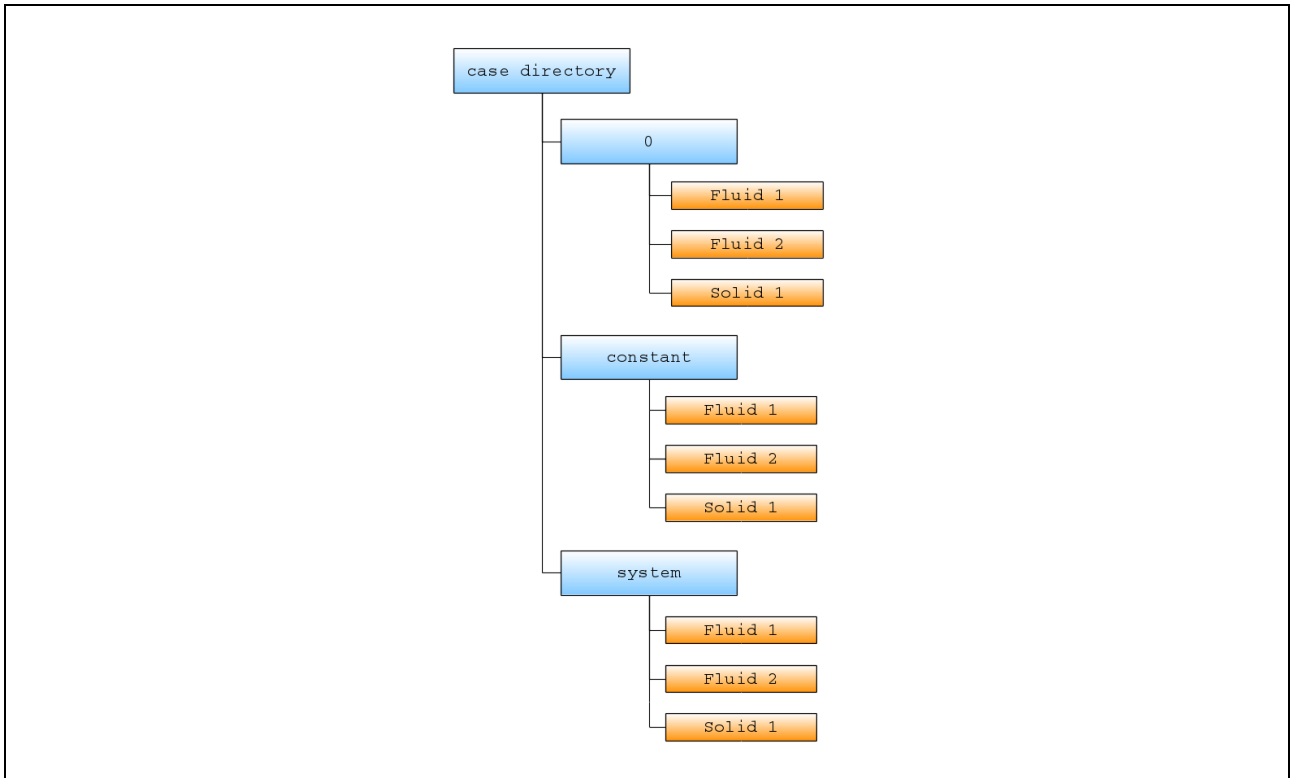 case directory
0
Fluid 1
Fluid 2
Solid 1
constant
Fluid 1
Fluid 2
Solid 1
system
Fluid 1
Fluid 2
Solid 1